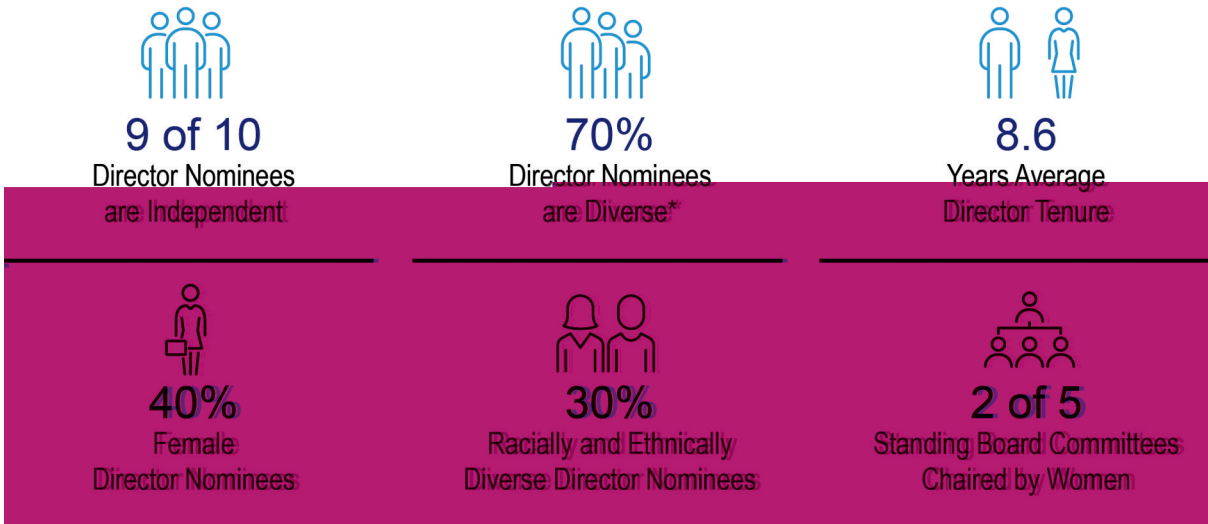 9 of 10
Director Nominees
are Independent
70%
Director Nominees
are Diverse*
8.6
Years Average
Director Tenure
40%
Female
Director Nominees
30%
Racially and Ethnically
Diverse Director Nominees
2 of 5
Standing Board Committees
Chaired by Women